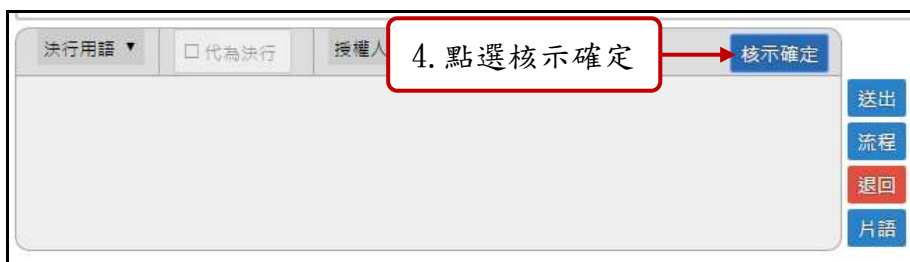 決行用語 ▼
代為決行
授權人
4.點選核示確定
核示確定
送出
流程
退回
片語